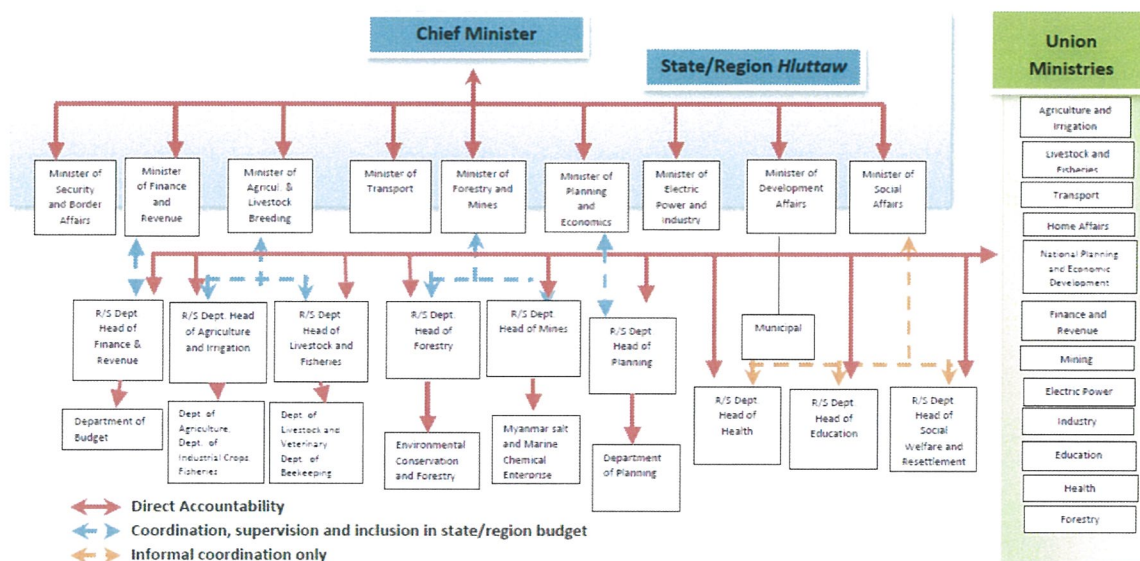 Chief Minister
State/Region Hluttaw
Union
Ministries
Minister of
Security
and Border
Affairs
Minister
of Finance
and
Revenue
Minister of
Agricul. &
Livestock
Breeding
Minister of
Transport
Minister of
Forestry and
Mines
Minister of
Planning
and
Economics
Minister of
Electric
Power and
Industry
Minister of
Development
Affairs
Minister of
Social
Affairs
R/S Dept
Head of
Finance &
Revenue
R/S Dept. Head
of Agriculture
and Irrigation
R/S Dept.
Head of
Livestock and
Fisheries
R/S Dept.
Head of
Forestry
R/S Dept
Head of Mines
R/S Dept
Head of
Planning
Municipal
R/S Dept.
Head of
Health
R/S Dept.
Head of
Education
R/S Dept.
Head of
Social
Welfare and
Resettlement
Department of
Budget
Dept. of
Agriculture,
Dept. of
Industrial Crops
Fisheries
Dept. of
Livestock and
Veterinary
Dept. of
Beekeeping
Environmental
Conservation
and Forestry
Myanmar salt
and Marine
Chemical
Enterprise
Department
of Planning
Agriculture and
Irrigation
Livestock and
Fisheries
Transport
Home Affairs
National Planning
and Economic
Development
Finance and
Revenue
Mining
Electric Power
Industry
Education
Health
Forestry
Direct Accountability
Coordination, supervision and inclusion in state/region budget
Informal coordination only